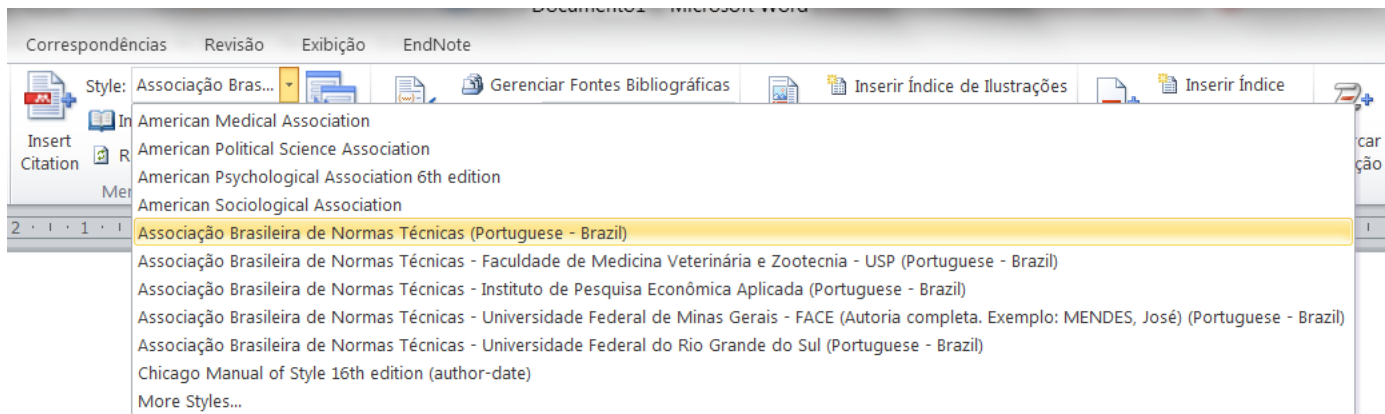 Documento1 - Microsoft Word
Correspondências Revisão Exibição EndNote
Style: Associação Bras... Gerenciar Fontes Bibliográficas Inserir Índice de Ilustrações Inserir Índice
Insert
Citation
American Medical Association
American Political Science Association
American Psychological Association 6th edition
American Sociological Association
2 1
Associação Brasileira de Normas Técnicas (Portuguese - Brazil)
Associação Brasileira de Normas Técnicas - Faculdade de Medicina Veterinária e Zootecnia - USP (Portuguese - Brazil)
Associação Brasileira de Normas Técnicas - Instituto de Pesquisa Econômica Aplicada (Portuguese - Brazil)
Associação Brasileira de Normas Técnicas - Universidade Federal de Minas Gerais - FACE (Autoria completa. Exemplo: MENDES, José) (Portuguese - Brazil)
Associação Brasileira de Normas Técnicas - Universidade Federal do Rio Grande do Sul (Portuguese - Brazil)
Chicago Manual of Style 16th edition (author-date)
More Styles...